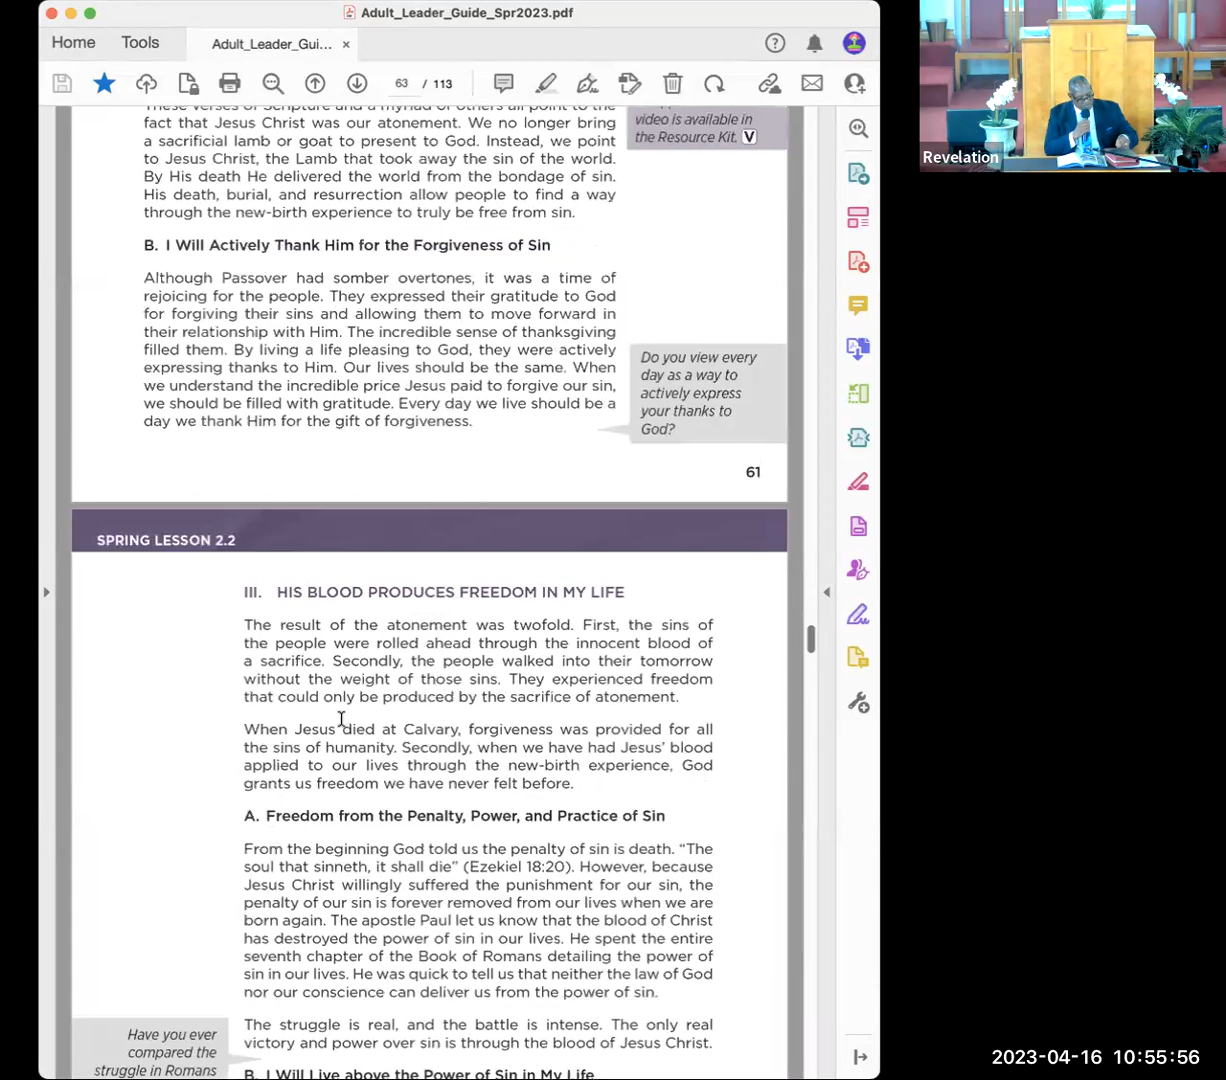 Adult_Leader_Guide_Spr2023.pdf
Home Tools Adult_Leader_Gui... ×
63 / 113
These verses of Scripture and a myriad of others all point to the
fact that Jesus Christ was our atonement. We no longer bring
a sacrificial lamb or goat to present to God. Instead, we point
to Jesus Christ, the Lamb that took away the sin of the world.
By His death He delivered the world from the bondage of sin.
His death, burial, and resurrection allow people to find a way
through the new-birth experience to truly be free from sin.
video is available in
the Resource Kit. V
B. I Will Actively Thank Him for the Forgiveness of Sin
Although Passover had somber overtones, it was a time of
rejoicing for the people. They expressed their gratitude to God
for forgiving their sins and allowing them to move forward in
their relationship with Him. The incredible sense of thanksgiving
filled them. By living a life pleasing to God, they were actively
expressing thanks to Him. Our lives should be the same. When
we understand the incredible price Jesus paid to forgive our sin,
we should be filled with gratitude. Every day we live should be a
day we thank Him for the gift of forgiveness.
Do you view every
day as a way to
actively express
your thanks to
God?
61
SPRING LESSON 2.2
III. HIS BLOOD PRODUCES FREEDOM IN MY LIFE
The result of the atonement was twofold. First, the sins of
the people were rolled ahead through the innocent blood of
a sacrifice. Secondly, the people walked into their tomorrow
without the weight of those sins. They experienced freedom
that could only be produced by the sacrifice of atonement.
When Jesus died at Calvary, forgiveness was provided for all
the sins of humanity. Secondly, when we have had Jesus’ blood
applied to our lives through the new-birth experience, God
grants us freedom we have never felt before.
A. Freedom from the Penalty, Power, and Practice of Sin
From the beginning God told us the penalty of sin is death. “The
soul that sinneth, it shall die” (Ezekiel 18:20). However, because
Jesus Christ willingly suffered the punishment for our sin, the
penalty of our sin is forever removed from our lives when we are
born again. The apostle Paul let us know that the blood of Christ
has destroyed the power of sin in our lives. He spent the entire
seventh chapter of the Book of Romans detailing the power of
sin in our lives. He was quick to tell us that neither the law of God
nor our conscience can deliver us from the power of sin.
The struggle is real, and the battle is intense. The only real
victory and power over sin is through the blood of Jesus Christ.
Have you ever
compared the
struggle in Romans
B. I Will Live above the Power of Sin in My Life
Revelation
2023-04-16 10:55:56